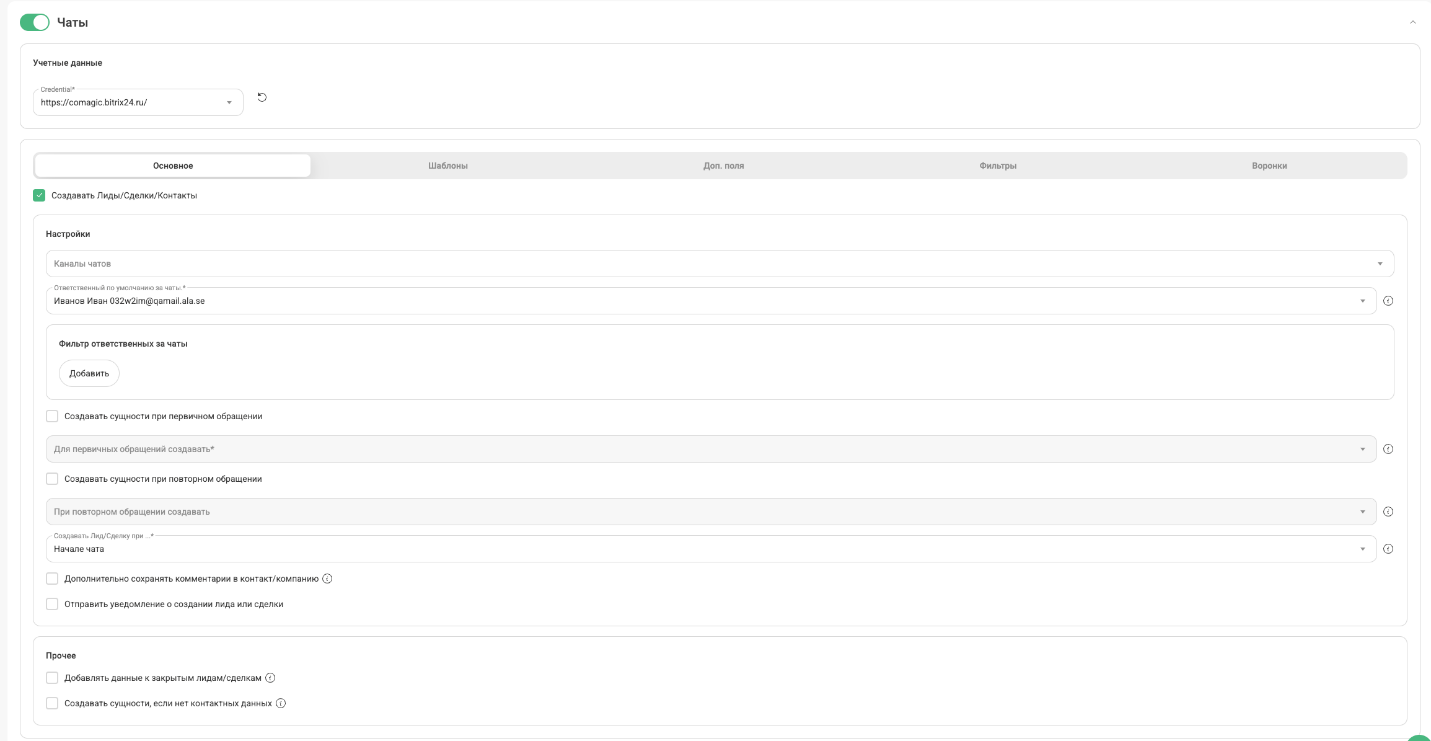 Чаты
Учетные данные
Credential*
https://comagic.bitrix24.ru/
Основное Шаблоны Доп. поля Фильтры Воронки
Создавать Лиды/Сделки/Контакты
Настройки
Каналы чатов
Ответственный по умолчанию за чаты *
Иванов Иван 032w2im@qamail.ala.se
Фильтр ответственных за чаты
Добавить
Создавать сущности при первичном обращении
Для первичных обращений создавать*
Создавать сущности при повторном обращении
При повторном обращении создавать
Создавать Лид/Сделку при ...*
Начале чата
Дополнительно сохранять комментарии в контакт/компанию
Отправить уведомление о создании лида или сделки
Прочее
Добавлять данные к закрытым лидам/сделкам
Создавать сущности, если нет контактных данных